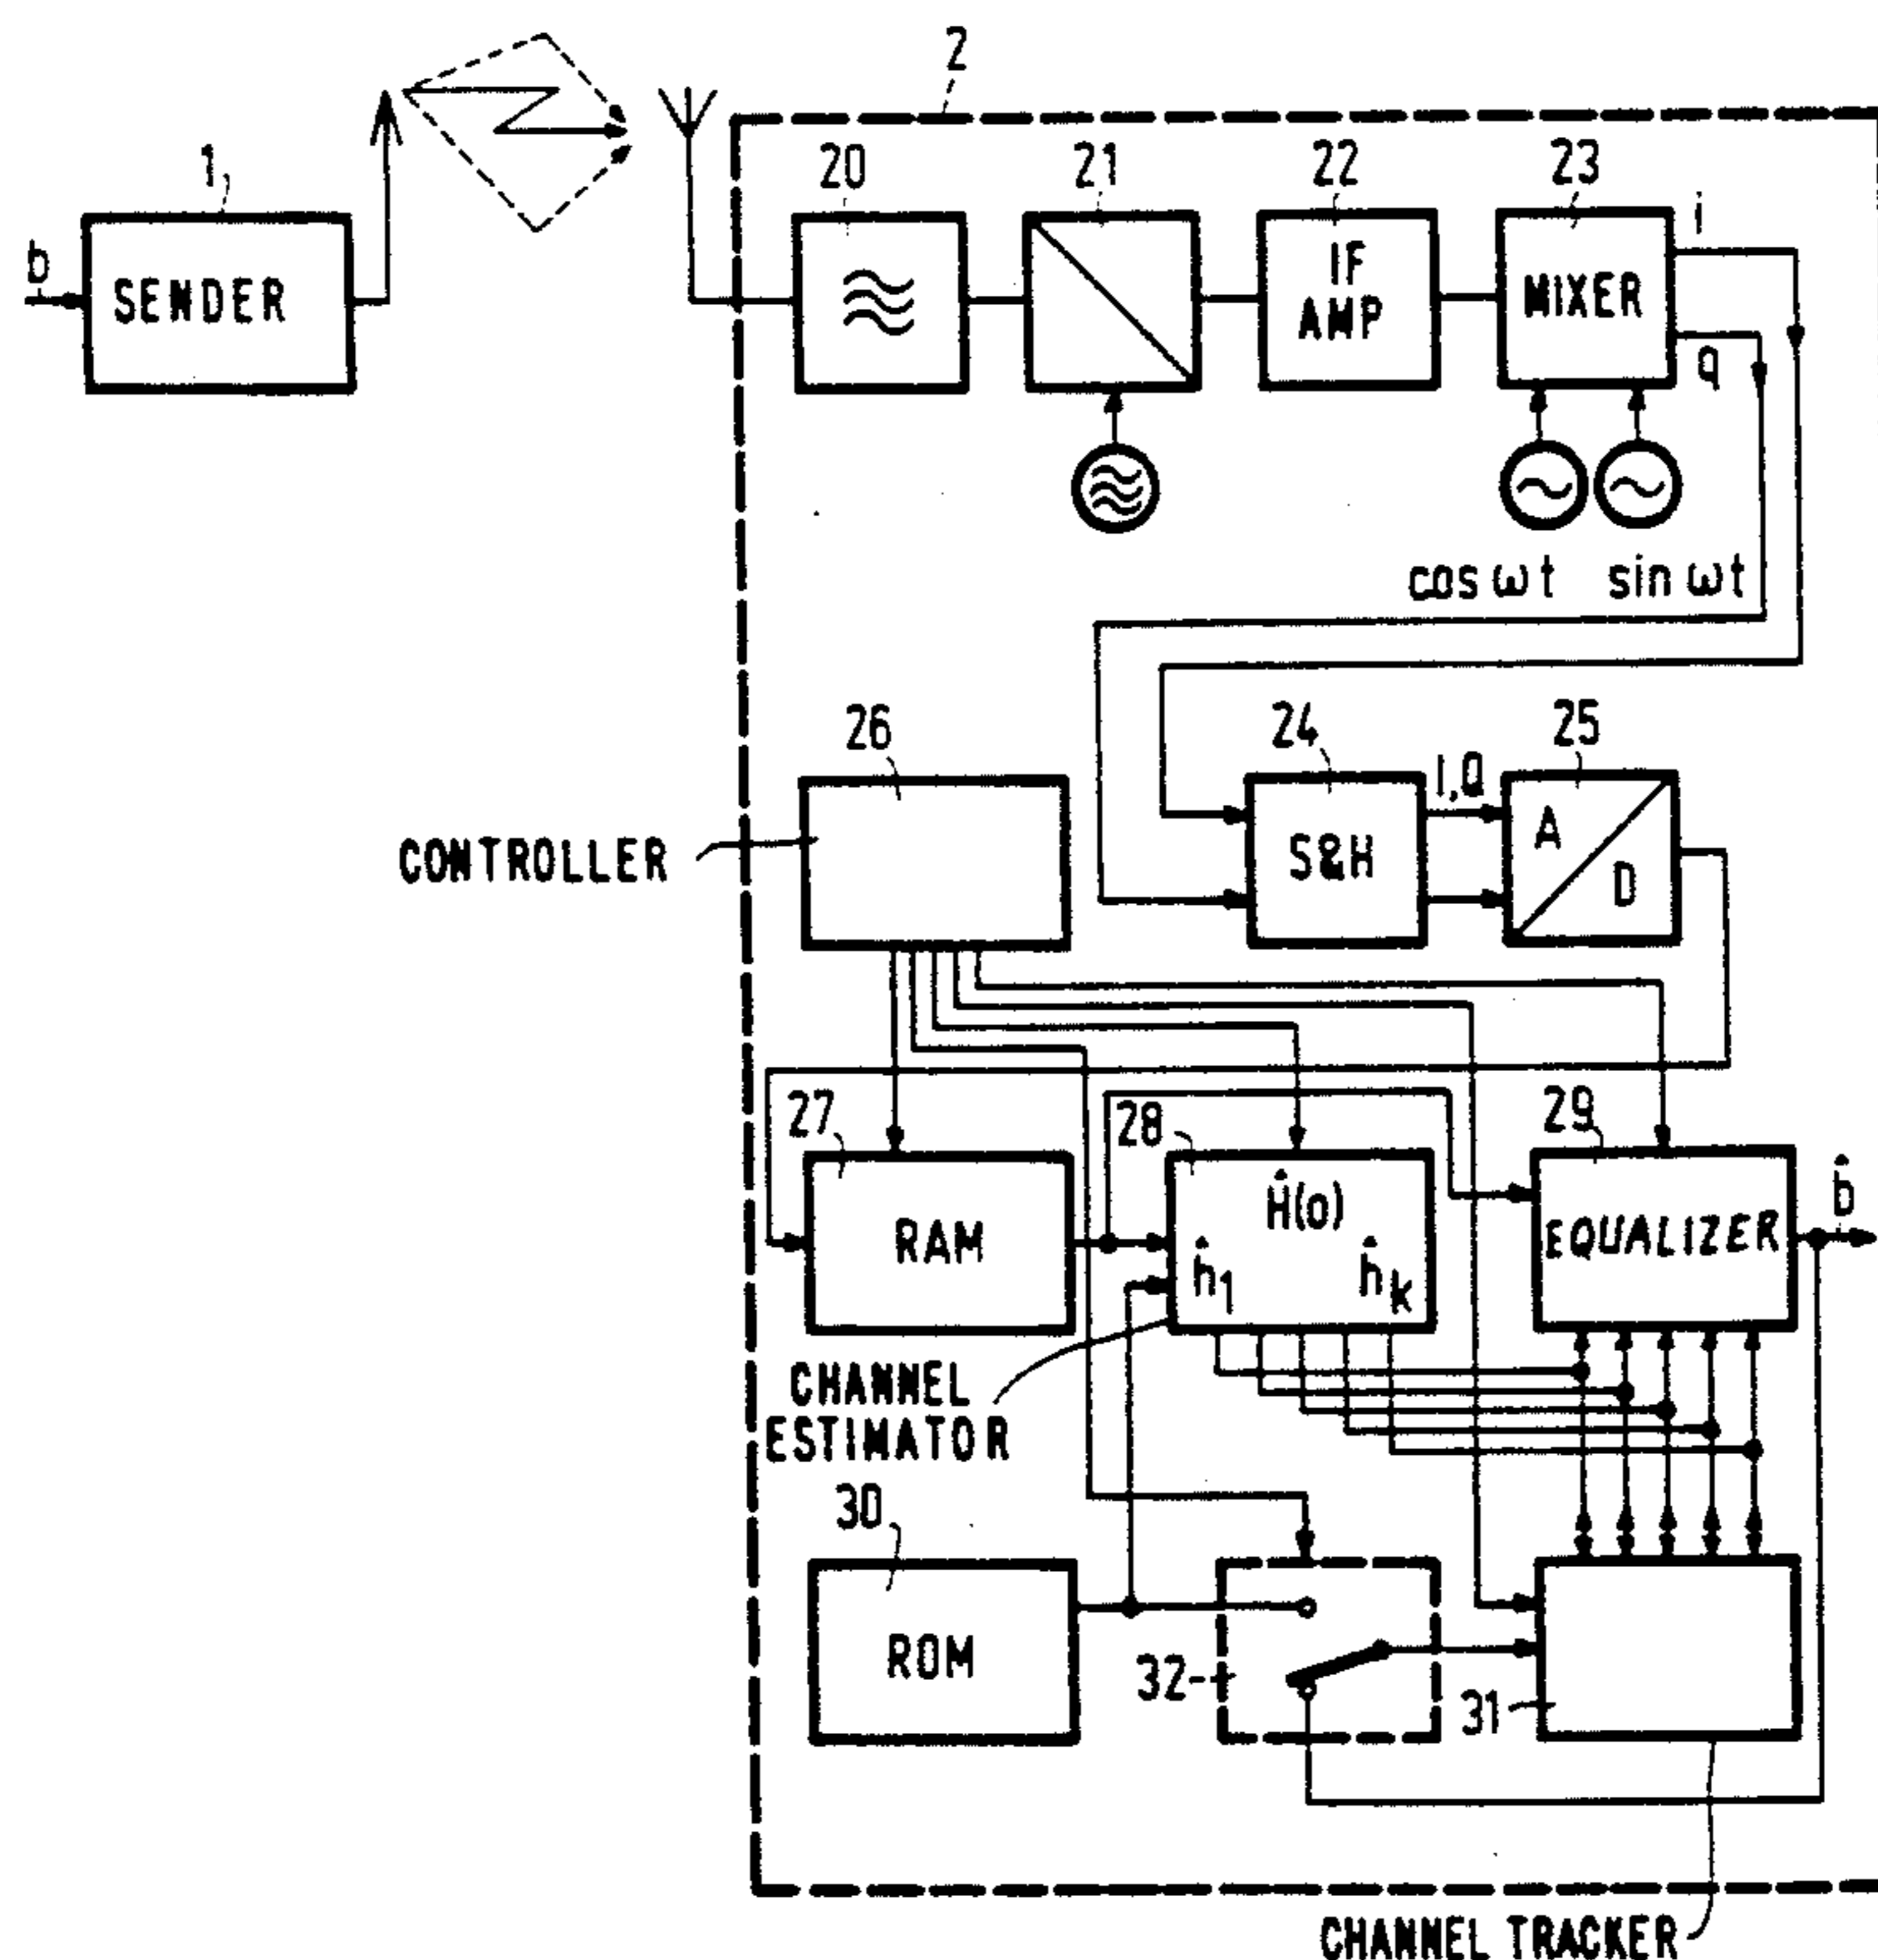 2
1
20
21
22
23
b
SENDER
IF
AMP
MIXER
i
q
cos ωt
sin ωt
26
24
25
CONTROLLER
S&H
I,Q
A
D
27
28
29
RAM
Ĥ(0)
ĥ1
ĥk
EQUALIZER
b̂
CHANNEL
ESTIMATOR
30
ROM
32
31
CHANNEL TRACKER